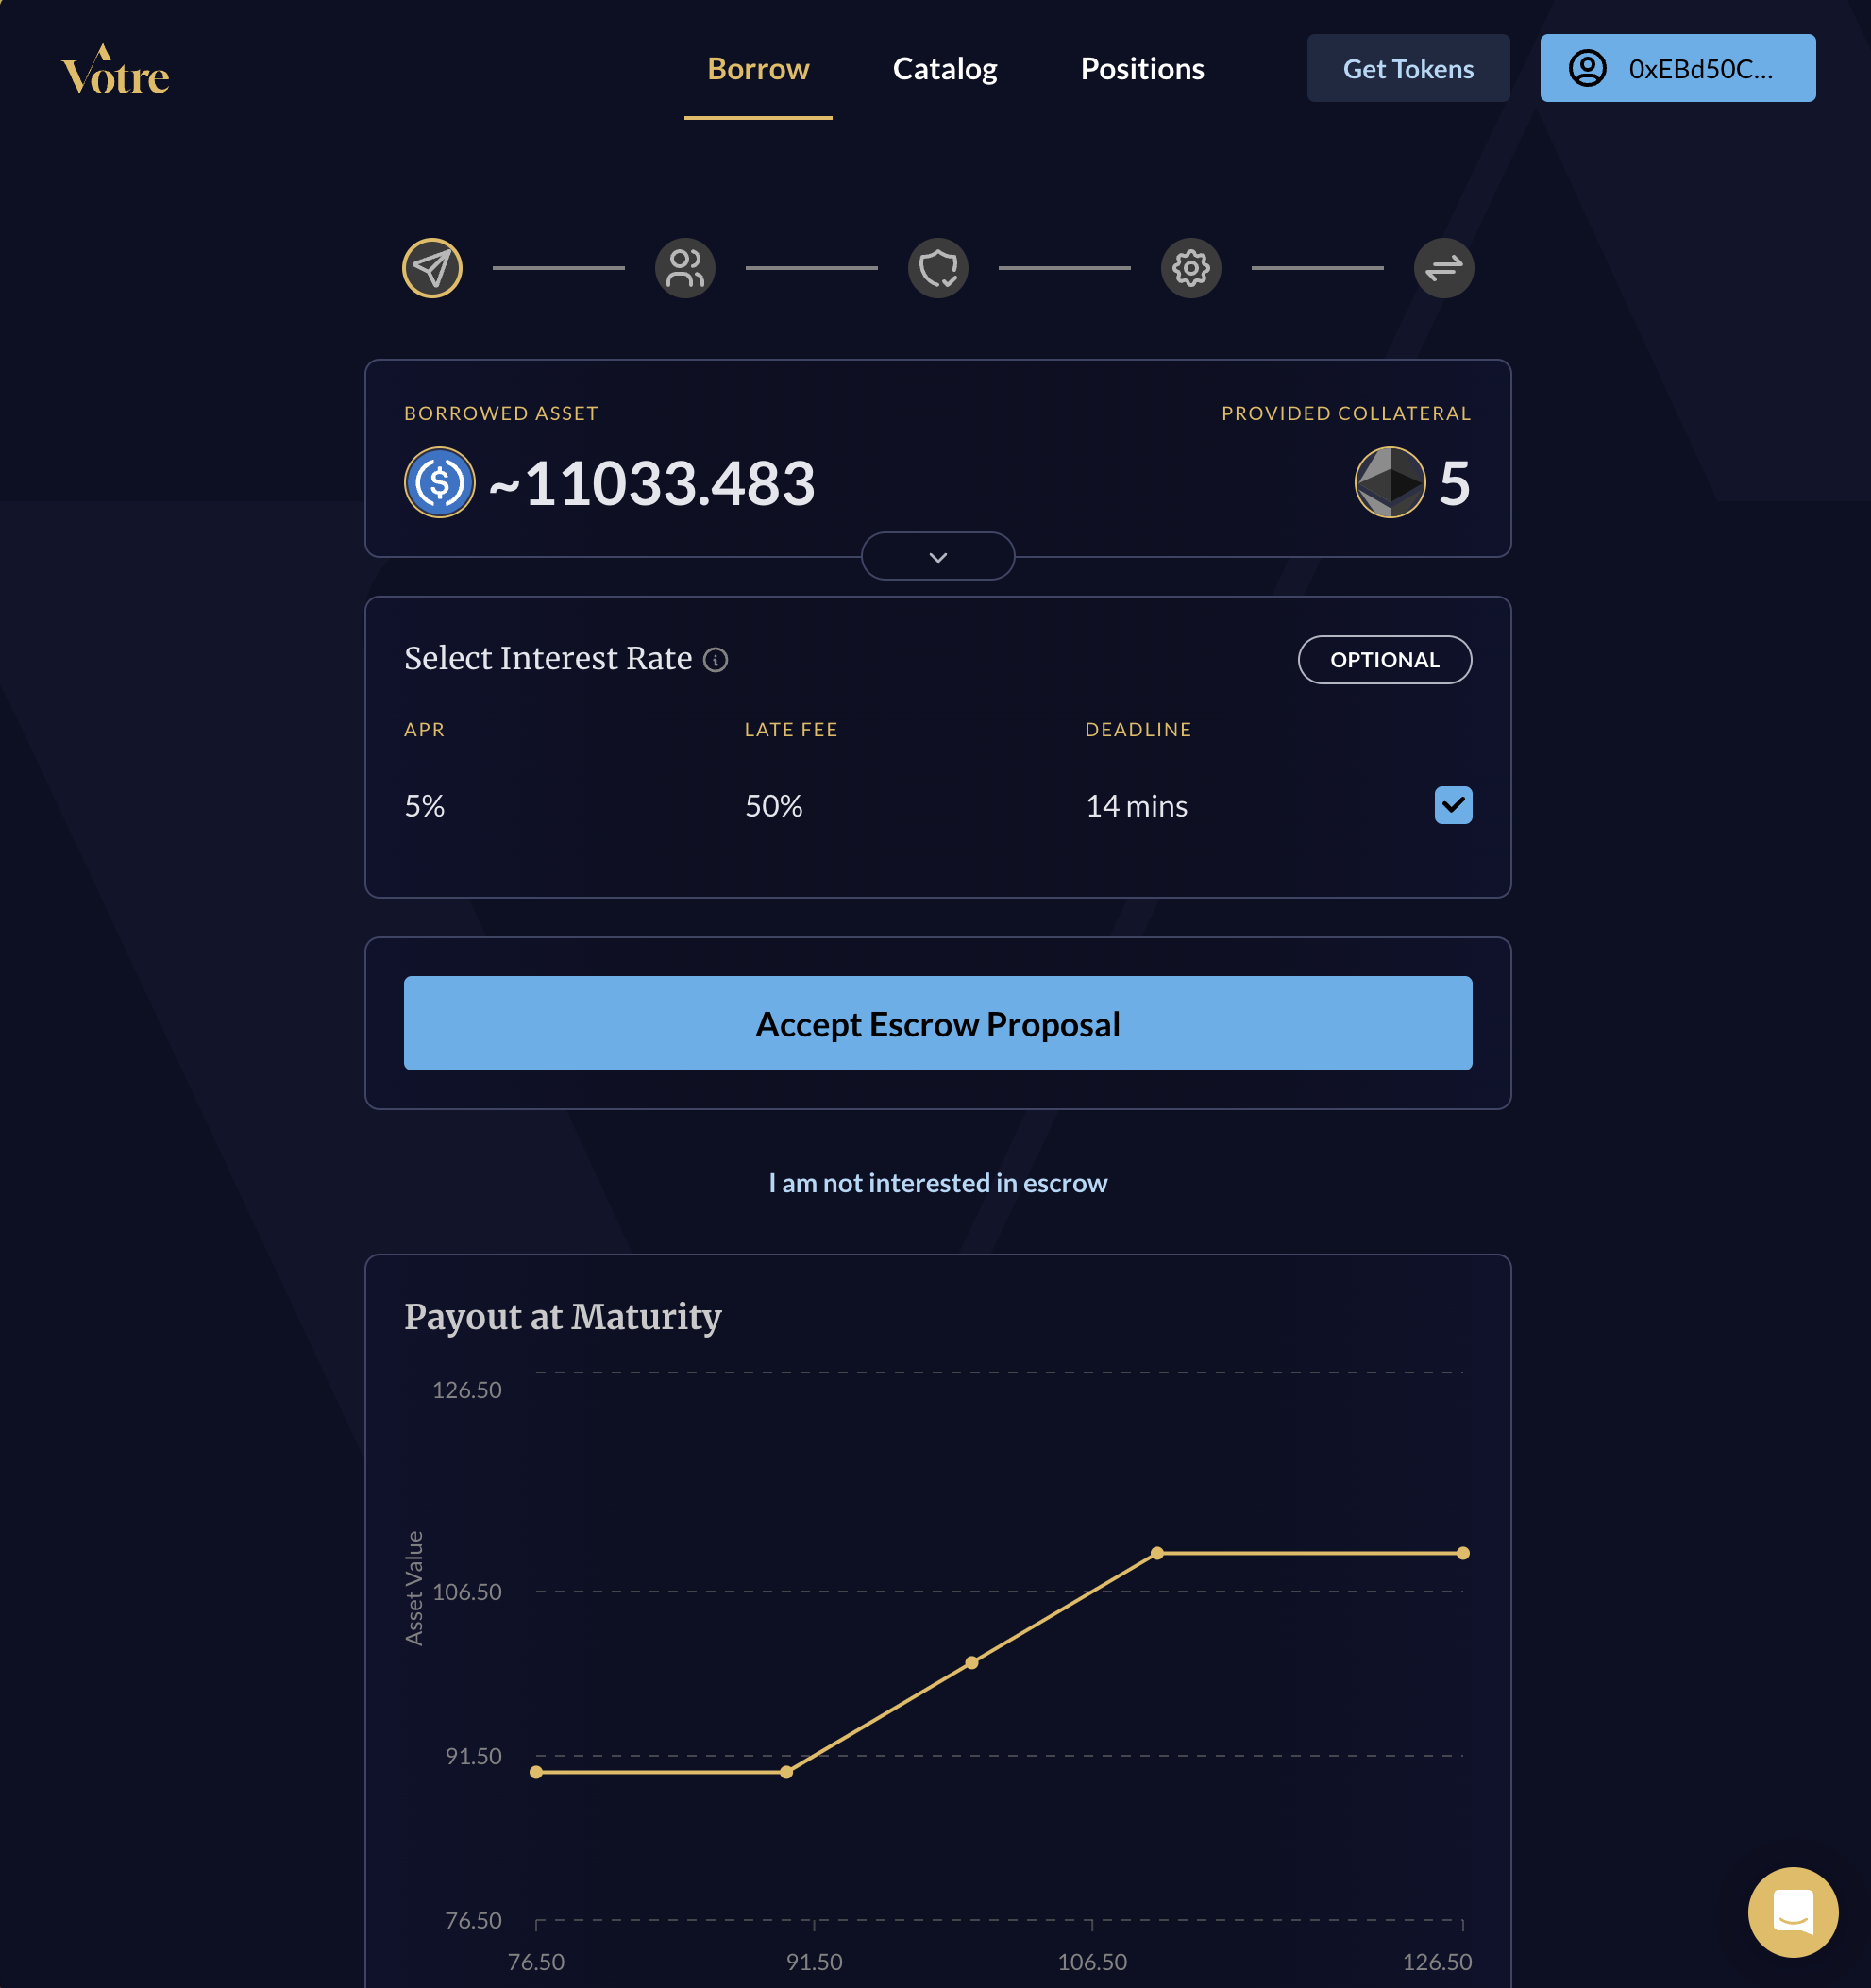 Votre
Borrow
Catalog
Positions
Get Tokens
0xEBd50C...
BORROWED ASSET
PROVIDED COLLATERAL
~11033.483
5
Select Interest Rate
OPTIONAL
APR
LATE FEE
DEADLINE
5%
50%
14 mins
Accept Escrow Proposal
I am not interested in escrow
Payout at Maturity
Asset Value
126.50
106.50
91.50
76.50
76.50
91.50
106.50
126.50